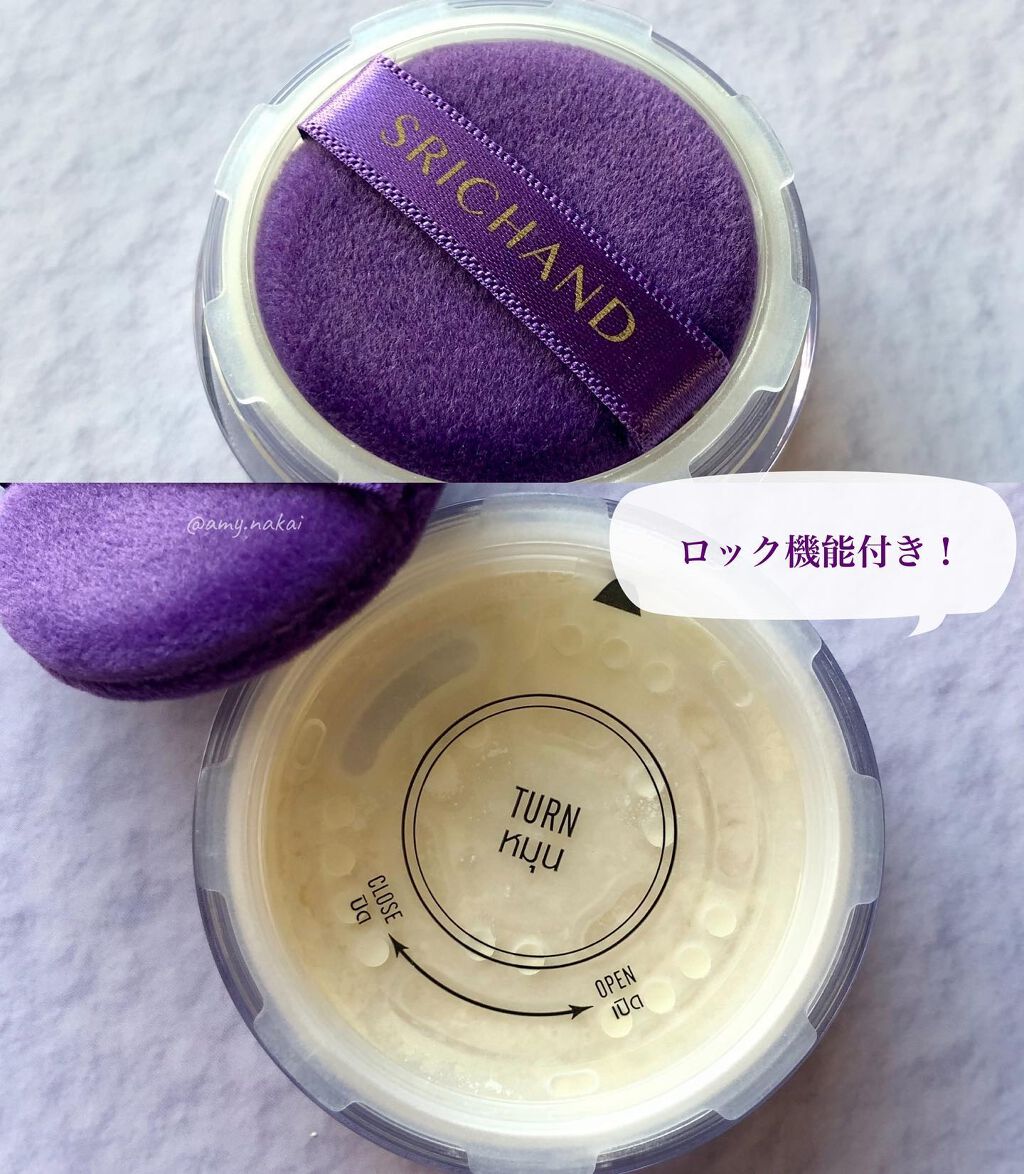 SRICHAND
@amy.nakai
ロック機能付き！
TURN
หมุน
CLOSE
ปิด
OPEN
เปิด